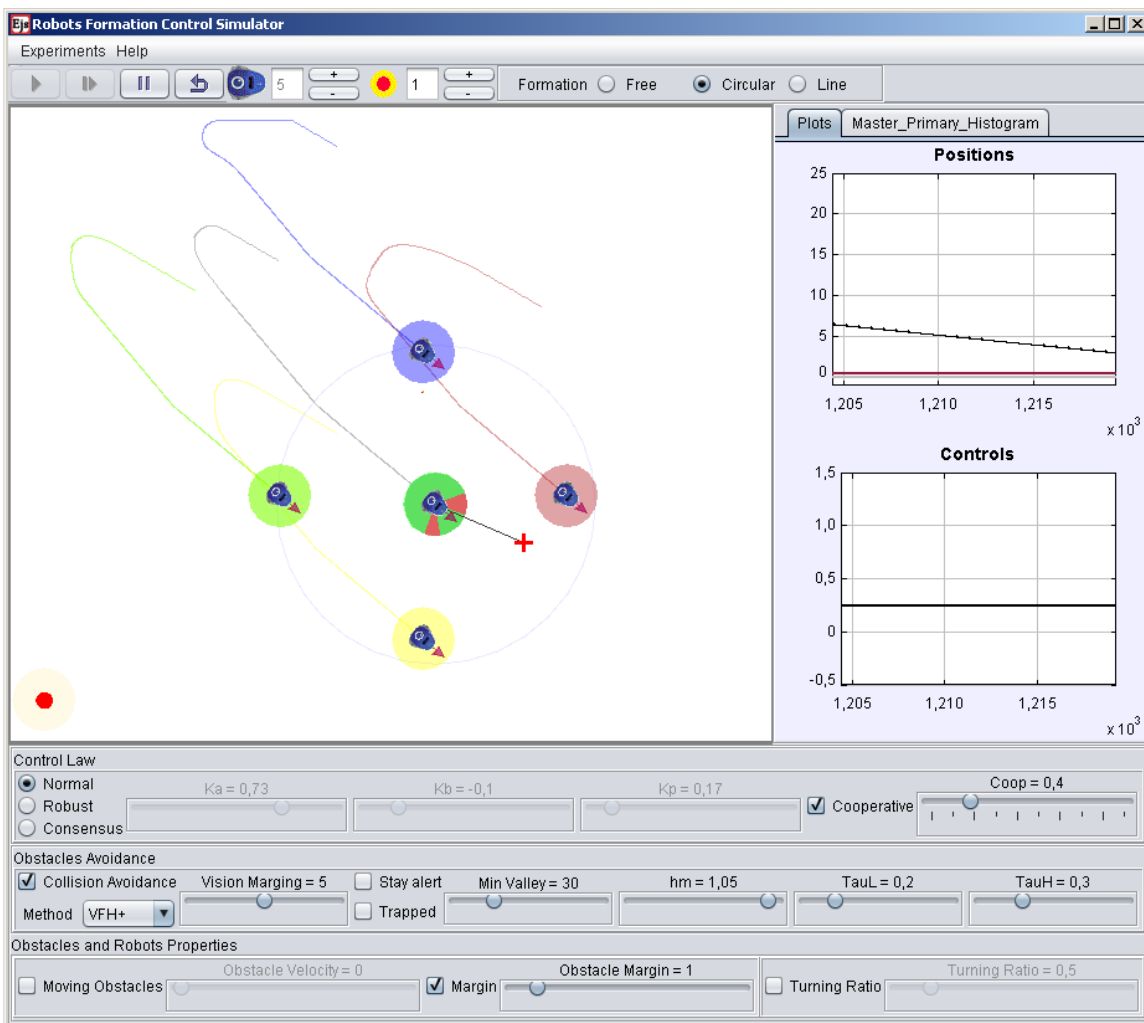 Ejs Robots Formation Control Simulator
Experiments Help
5 + - 1 + - Formation Free Circular Line
Plots Master_Primary_Histogram
Positions
25
20
15
10
5
0
1,205 1,210 1,215
x 10³
Controls
1,5
1,0
0,5
0
-0,5
1,205 1,210 1,215
x 10³
Control Law
Normal Ka = 0,73 Kb = -0,1 Kp = 0,17 Coop = 0,4
Robust Cooperative
Consensus
Obstacles Avoidance
Collision Avoidance Vision Marging = 5 Stay alert Min Valley = 30 hm = 1,05 TauL = 0,2 TauH = 0,3
Method VFH+ Trapped
Obstacles and Robots Properties
Obstacle Velocity = 0 Obstacle Margin = 1 Turning Ratio = 0,5
Moving Obstacles Margin Turning Ratio